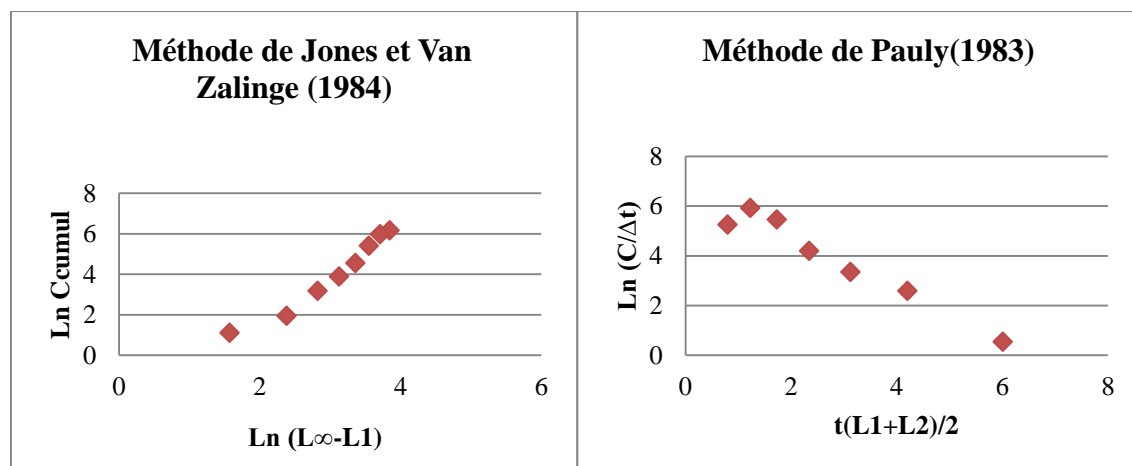 Méthode de Jones et Van
Zalinge (1984)
Ln Ccumul
8
6
4
2
0
0 2 4 6
Ln (L∞-L1)
Méthode de Pauly(1983)
Ln (C/Δt)
8
6
4
2
0
0 2 4 6 8
t(L1+L2)/2